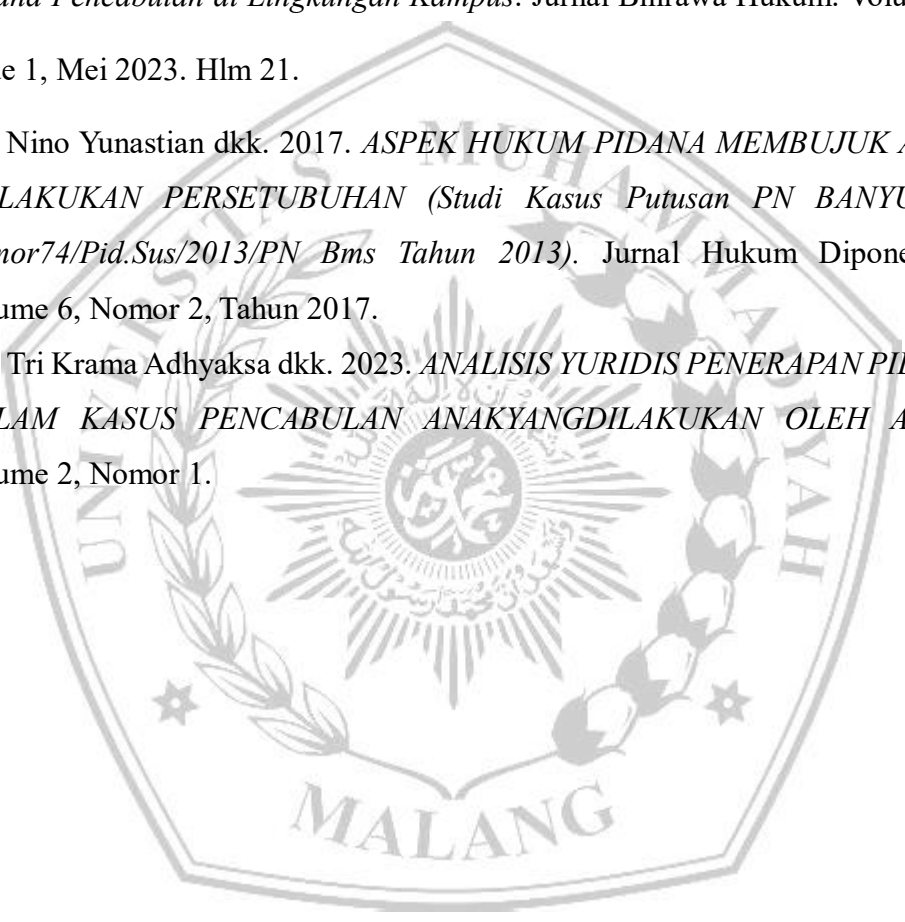 ana Pencabulan di Lingkungan Kampus. Jurnal Binawa Hukum. Volu
e 1, Mei 2023. Hlm 21.
Nino Yunastian dkk. 2017. ASPEK HUKUM PIDANA MEMBUJUK A
LAKUKAN PERSETUBUHAN (Studi Kasus Putusan PN BANYU
nor74/Pid.Sus/2013/PN Bms Tahun 2013). Jurnal Hukum Dipone
ume 6, Nomor 2, Tahun 2017.
Tri Krama Adhyaksa dkk. 2023. ANALISIS YURIDIS PENERAPAN PI
LAM KASUS PENCABULAN ANAKYANGDILAKUKAN OLEH A
ume 2, Nomor 1.
UNIVERSITAS MUHAMMADIYAH
MALANG